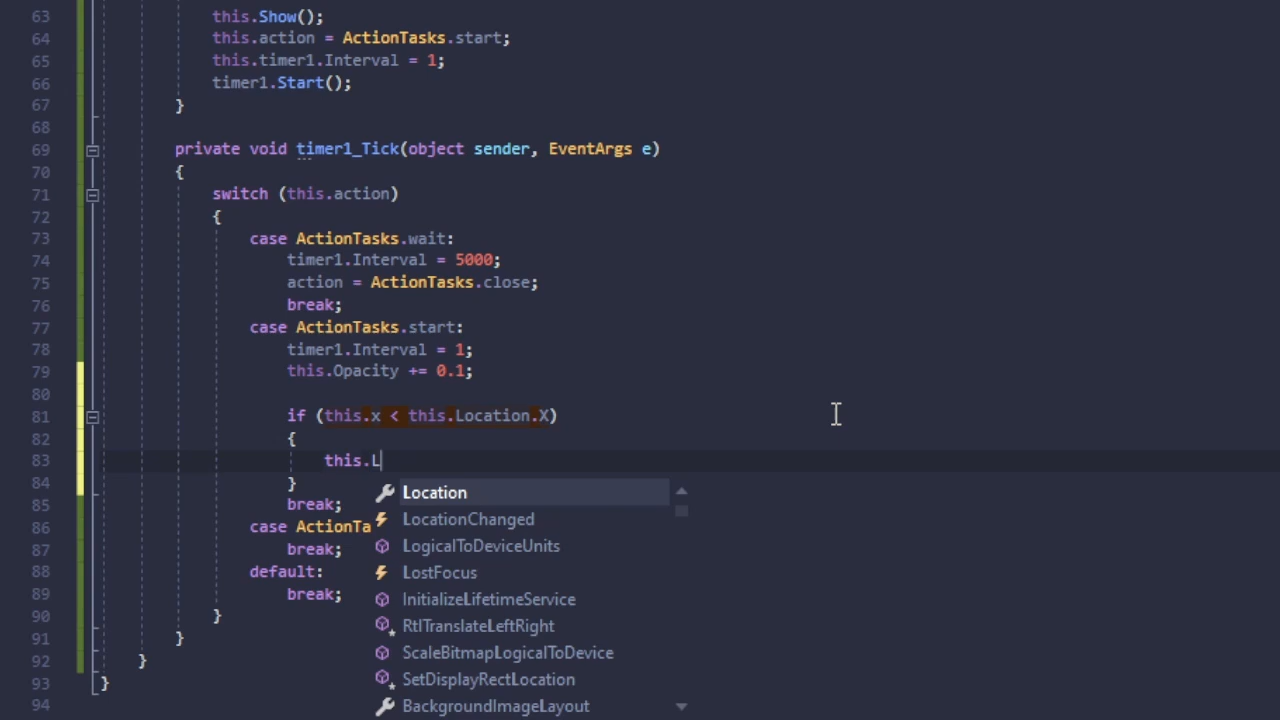 63 this.Show();
64 this.action = ActionTasks.start;
65 this.timer1.Interval = 1;
66 timer1.Start();
67 }
68
69 private void timer1_Tick(object sender, EventArgs e)
70 {
71 switch (this.action)
72 {
73 case ActionTasks.wait:
74 timer1.Interval = 5000;
75 action = ActionTasks.close;
76 break;
77 case ActionTasks.start:
78 timer1.Interval = 1;
79 this.Opacity += 0.1;
80
81 if (this.x < this.Location.X)
82 {
83 this.L
84 }
Location
85 break;
LocationChanged
86 case ActionTa
LogicalToDeviceUnits
87 break;
88 default:
LostFocus
89 break;
InitializeLifetimeService
90 }
RtlTranslateLeftRight
91 }
ScaleBitmapLogicalToDevice
92 }
SetDisplayRectLocation
93 }
94
BackgroundImageLayout